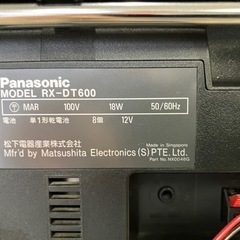 Panasonic
MODEL RX-DT600
MAR 100V 18W 50/60Hz
電池 単1形乾電池 8個 12V
松下電器産業株式会社 Made in Singapore
Mfr'd by Matsushita Electronics (S) PTE. Ltd.
Part No. NX0046G